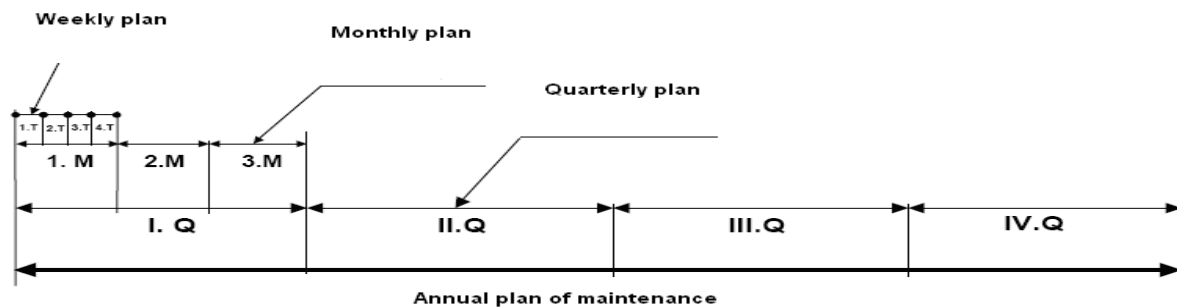 Weekly plan
Monthly plan
Quarterly plan
1.T 2.T 3.T 4.T
1. M 2.M 3.M
I. Q II.Q III.Q IV.Q
Annual plan of maintenance